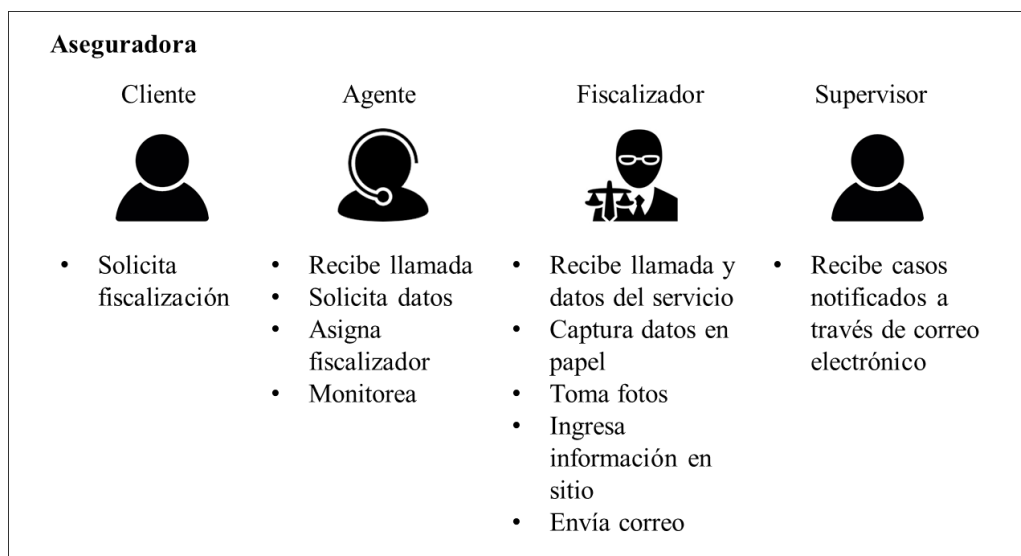 Aseguradora
Cliente
Agente
Fiscalizador
Supervisor
• Solicita
fiscalización
• Recibe llamada
• Solicita datos
• Asigna
fiscalizador
• Monitorea
• Recibe llamada y
datos del servicio
• Captura datos en
papel
• Toma fotos
• Ingresa
información en
sitio
• Envía correo
• Recibe casos
notificados a
través de correo
electrónico